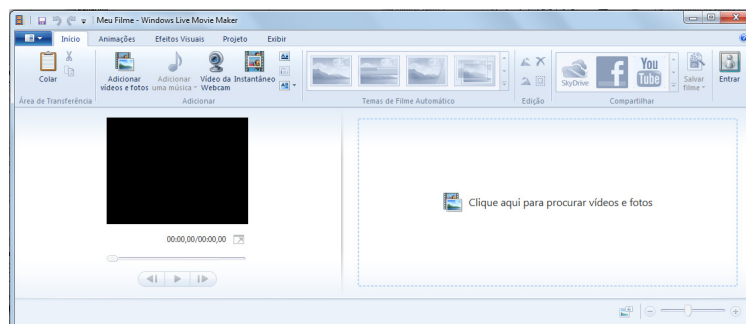 Meu Filme - Windows Live Movie Maker
Início Animações Efeitos Visuais Projeto Exibir
Colar
Adicionar vídeos e fotos
Adicionar uma música
Vídeo da Webcam
Instantâneo
SkyDrive
f
You Tube
Salvar filme
Entrar
Área de Transferência Adicionar Temas de Filme Automático Edição Compartilhar
Clique aqui para procurar vídeos e fotos
00:00,00/00:00,00